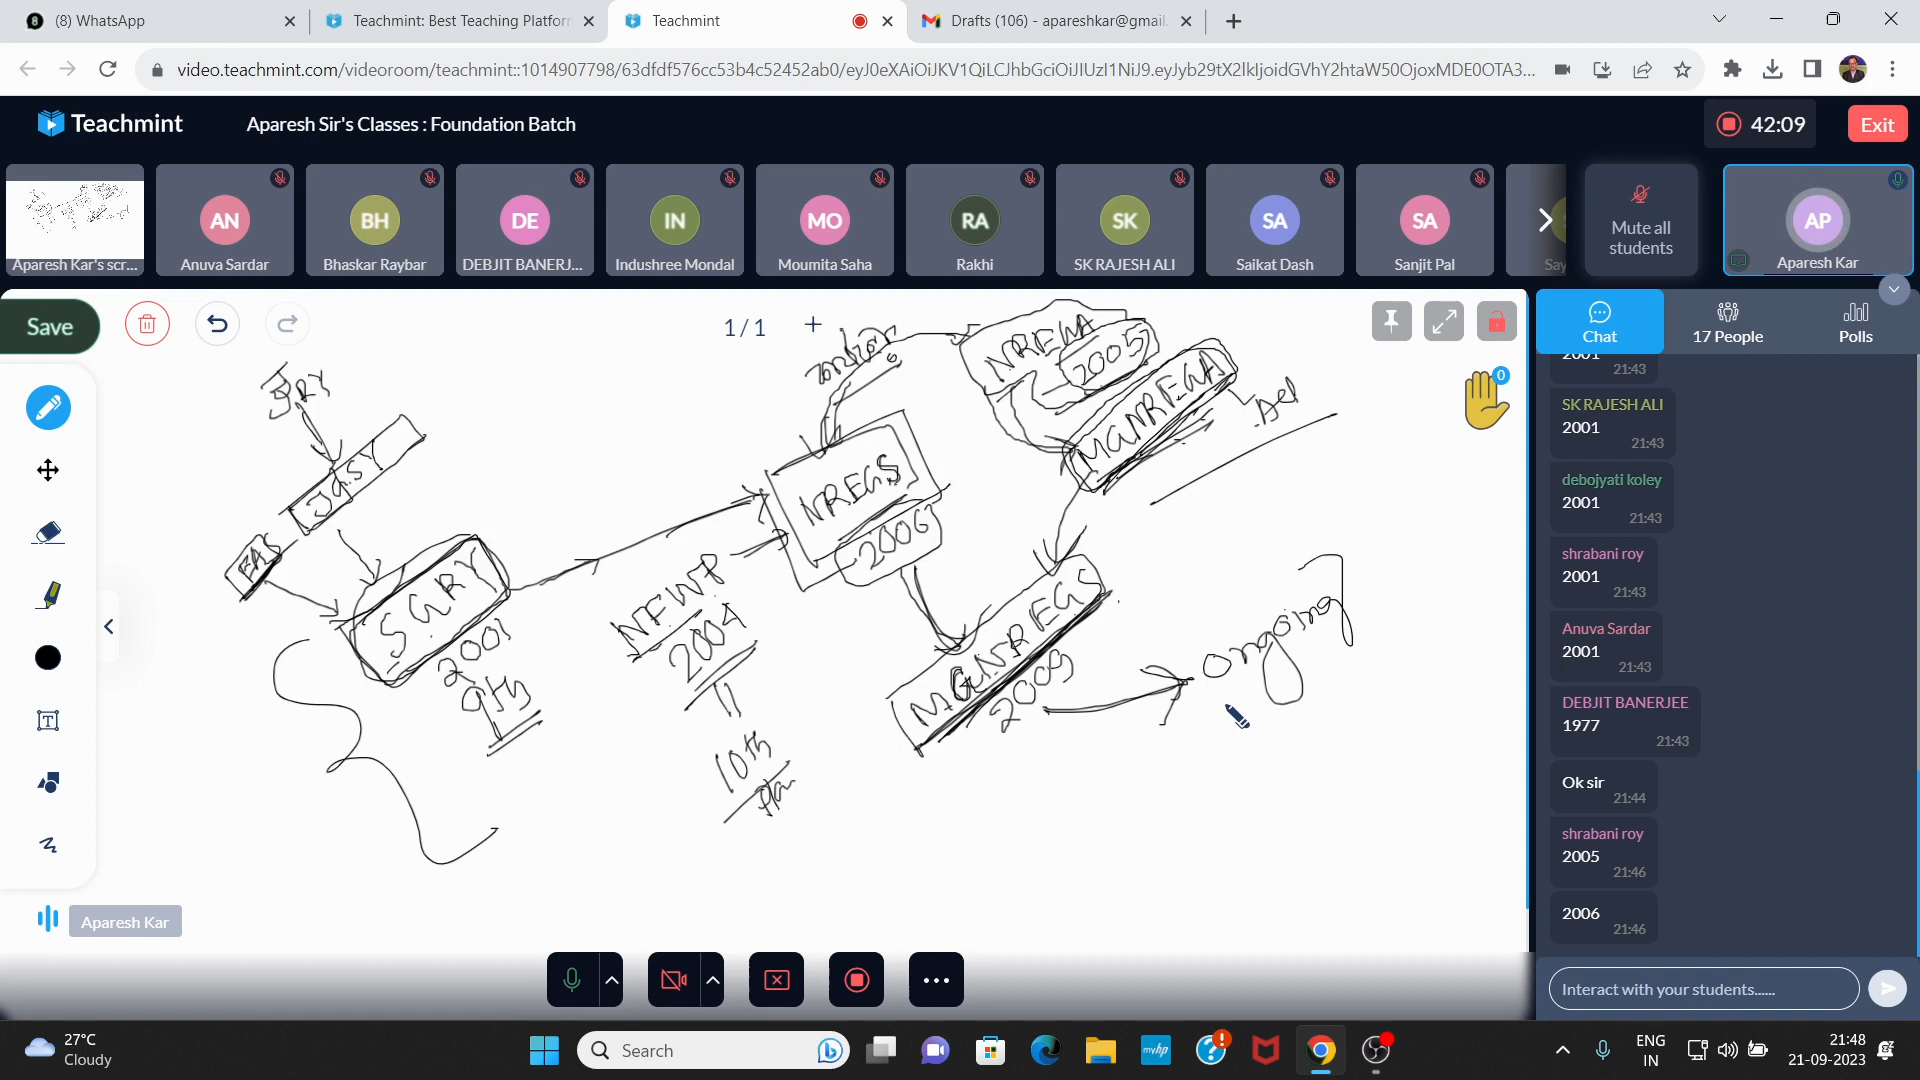 (8) WhatsApp
Teachmint: Best Teaching Platform
Teachmint
Drafts (106) - apareshkar@gmail.
video.teachmint.com/videoroom/teachmint::1014907798/63dfdf576cc53b4c52452ab0/eyJ0eXAiOiJKV1QiLCJhbGciOiJIUzI1NiJ9.eyJyb29tX2lkIjoidGVhY2htaW50OjoxMDE0OTA3...
Teachmint
Aparesh Sir's Classes : Foundation Batch
42:09
Exit
AN
BH
DE
IN
MO
RA
SK
SA
SA
Mute all
students
AP
Aparesh Kar's scr...
Anuva Sardar
Bhaskar Raybar
DEBJIT BANERJ...
Indushree Mondal
Moumita Saha
Rakhi
SK RAJESH ALI
Saikat Dash
Sanjit Pal
Say
Aparesh Kar
Save
1 / 1
Chat
17 People
Polls
0
JRY
JGSY
EAS
SGRY
2001
9th
NFFWP
2004
10th
plan
NREGS
2006
NREGA
2005
MGNREGA
Act
MGNREGS
2009
ongoing
2001
21:43
SK RAJESH ALI
2001
21:43
debojyati koley
2001
21:43
shrabani roy
2001
21:43
Anuva Sardar
2001
21:43
DEBJIT BANERJEE
1977
21:43
Ok sir
21:44
shrabani roy
2005
21:46
2006
21:46
Aparesh Kar
Interact with your students......
27°C
Cloudy
Search
myhp
ENG
IN
21:48
21-09-2023